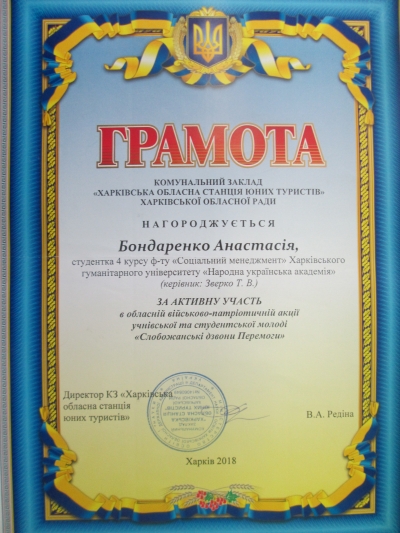 ГРАМОТА
КОМУНАЛЬНИЙ ЗАКЛАД
«ХАРКІВСЬКА ОБЛАСНА СТАНЦІЯ ЮНИХ ТУРИСТІВ»
ХАРКІВСЬКОЇ ОБЛАСНОЇ РАДИ
НАГОРОДЖУЄТЬСЯ
Бондаренко Анастасія,
студентка 4 курсу ф-ту «Соціальний менеджмент» Харківського
гуманітарного університету «Народна українська академія»
(керівник: Зверко Т. В.)
ЗА АКТИВНУ УЧАСТЬ
в обласній військово-патріотичній акції
учнівської та студентської молоді
«Слобожанські дзвони Перемоги»
Директор КЗ «Харківська
обласна станція
юних туристів»
В.А. Редіна
Харків 2018